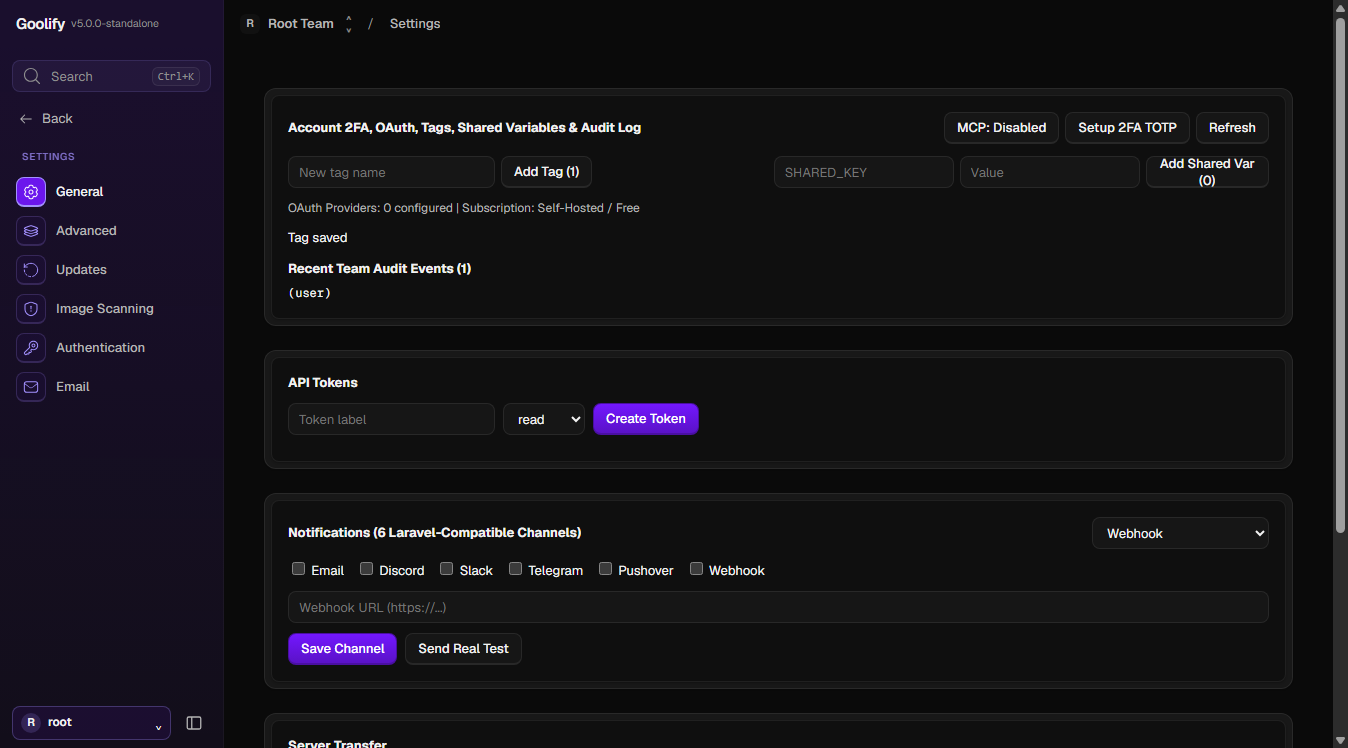 Goolify v5.0.0-standalone
Search Ctrl+K
Back
SETTINGS
General
Advanced
Updates
Image Scanning
Authentication
Email
R root
R Root Team / Settings
Account 2FA, OAuth, Tags, Shared Variables & Audit Log
MCP: Disabled
Setup 2FA TOTP
Refresh
New tag name
Add Tag (1)
SHARED_KEY
Value
Add Shared Var
(0)
OAuth Providers: 0 configured | Subscription: Self-Hosted / Free
Tag saved
Recent Team Audit Events (1)
(user)
API Tokens
Token label
read
Create Token
Notifications (6 Laravel-Compatible Channels)
Webhook
Email Discord Slack Telegram Pushover Webhook
Webhook URL (https://...)
Save Channel
Send Real Test
Server Transfer